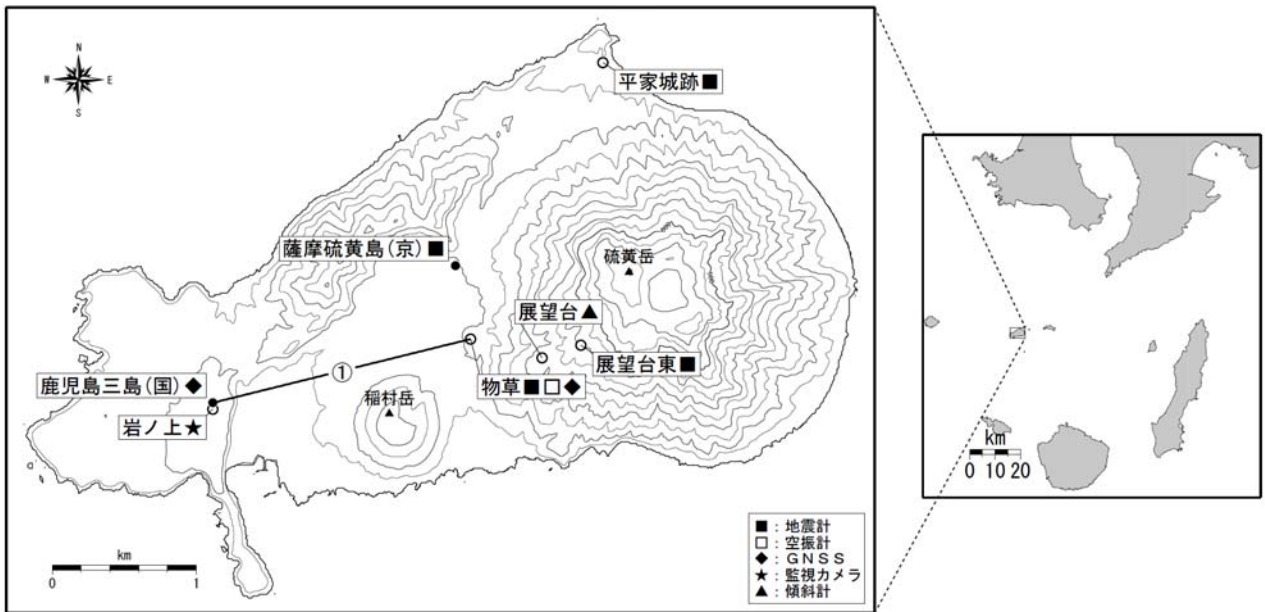 N
W E
S
平家城跡■
薩摩硫黄島(京)■
硫黄岳
展望台▲
展望台東■
①
鹿児島三島(国)◆
物草■□◆
稲村岳
岩ノ上★
km
0 1
■：地震計
□：空振計
◆：ＧＮＳＳ
★：監視カメラ
▲：傾斜計
km
0 10 20